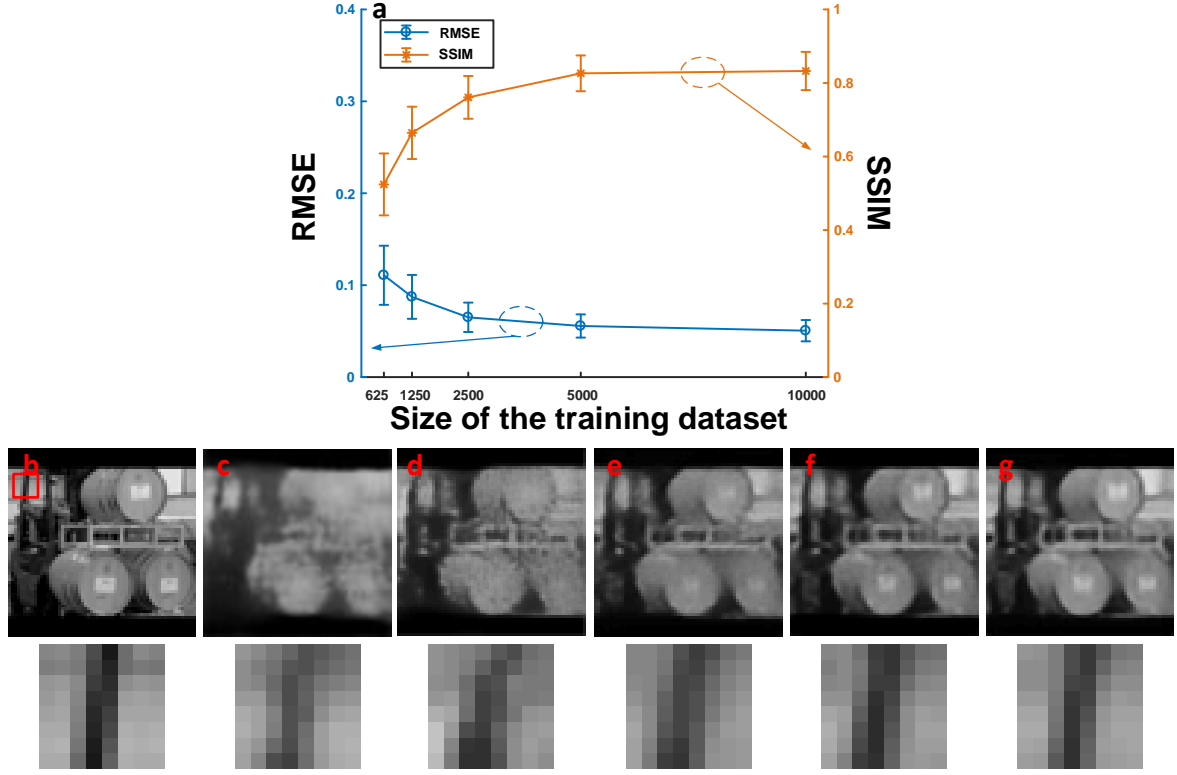 a
0.4
0.3
0.2
0.1
0
RMSE
RMSE
SSIM
1
0.8
0.6
0.4
0.2
0
SSIM
625 1250 2500 5000 10000
Size of the training dataset
b c d e f g